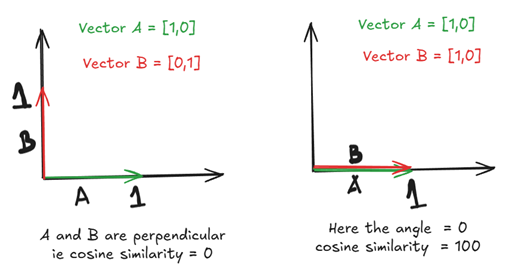 Vector A = [1,0]
Vector B = [0,1]
1
B
A
1
A and B are perpendicular
ie cosine similarity = 0
Vector A = [1,0]
Vector B = [1,0]
B
A
1
Here the angle = 0
cosine similarity = 100